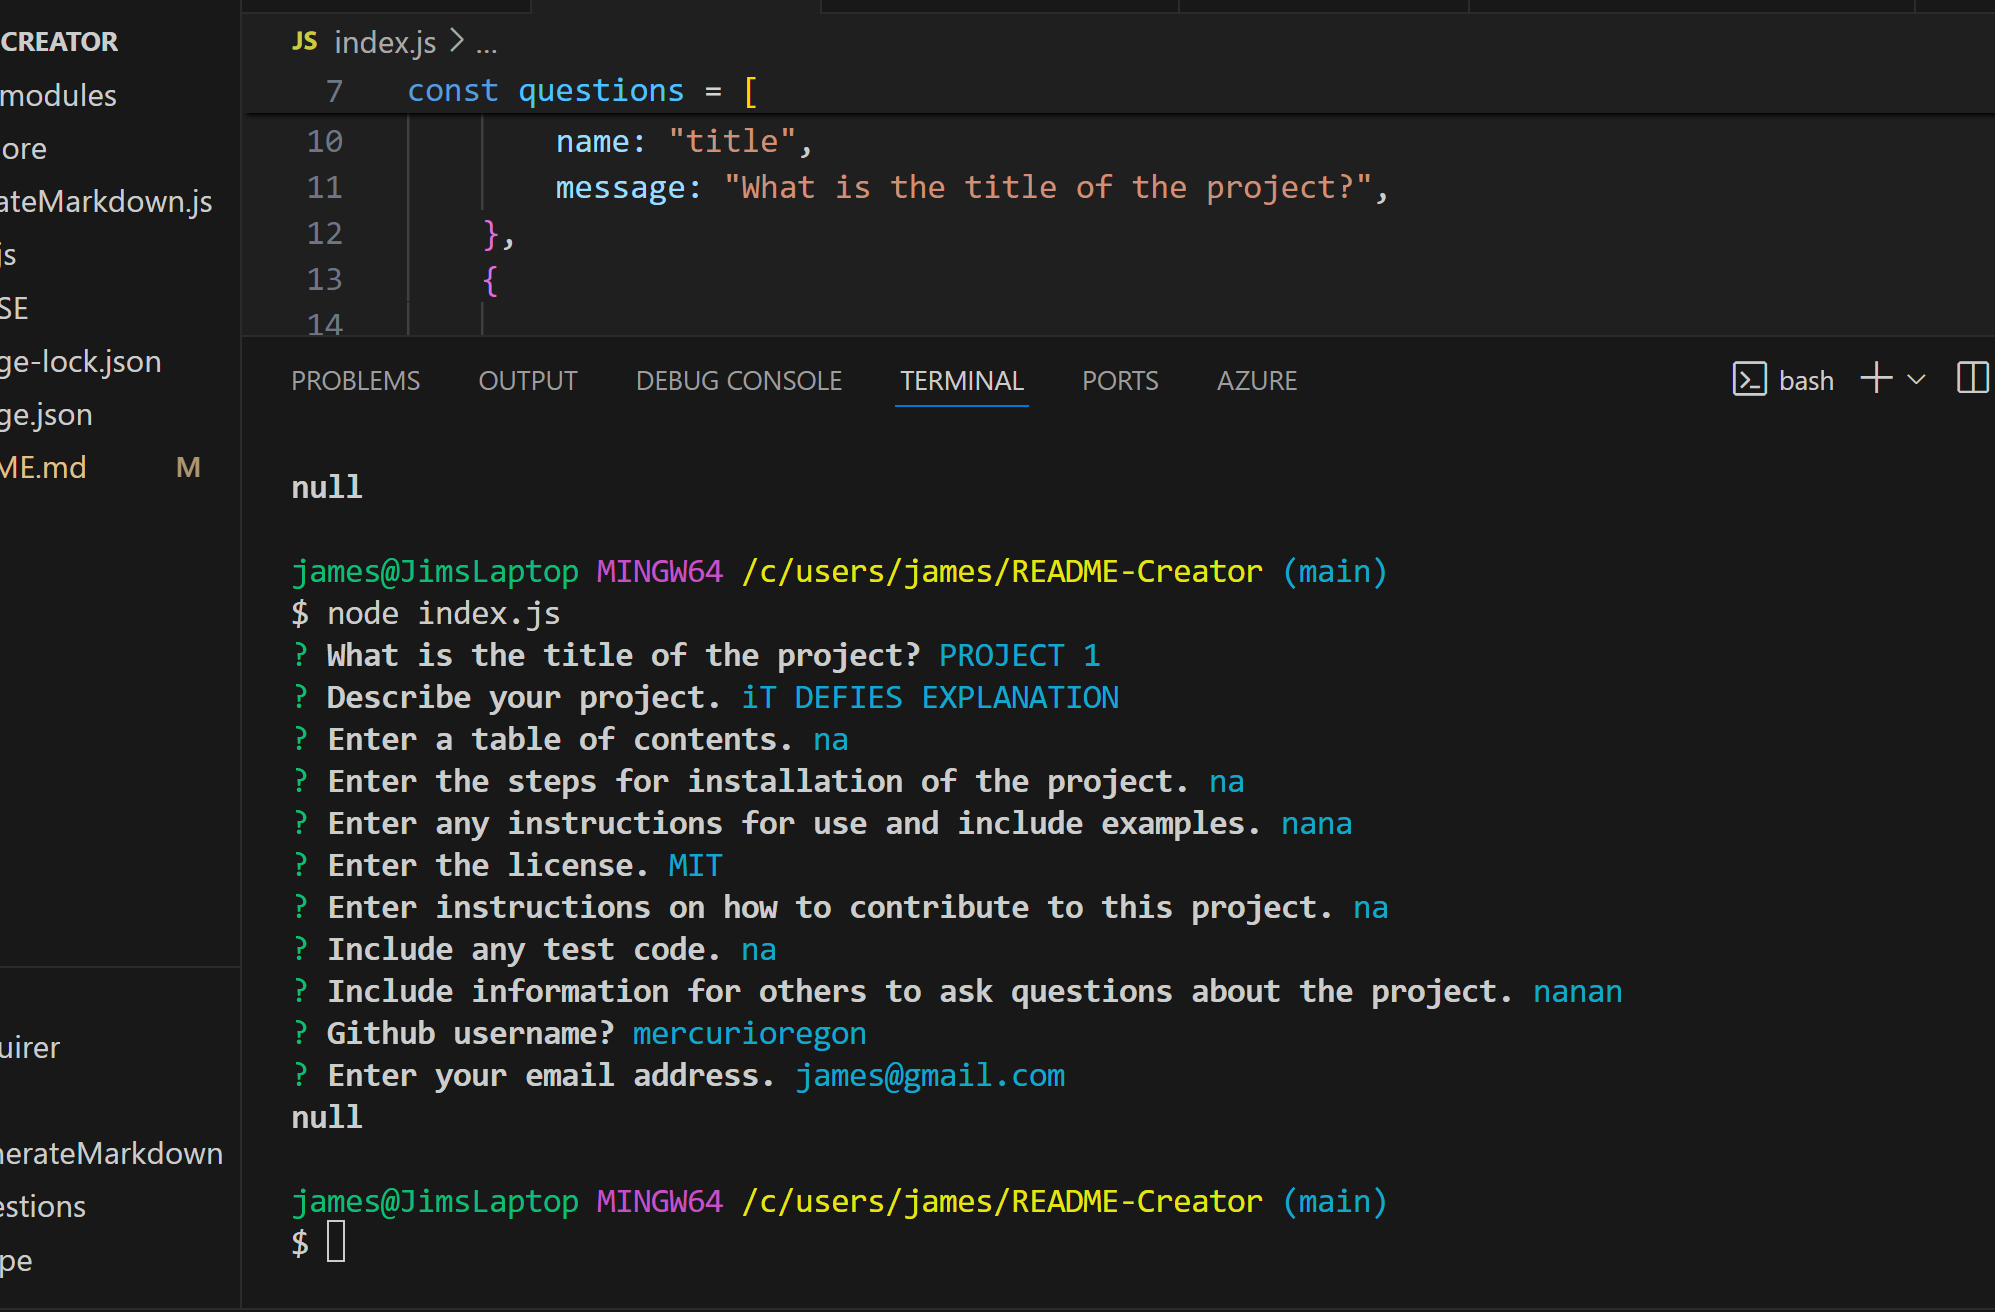 CREATOR
modules
ore
ateMarkdown.js
js
SE
ge-lock.json
ge.json
ME.md M
uirer
nerateMarkdown
estions
pe
JS index.js > ...
7 const questions = [
10 name: "title",
11 message: "What is the title of the project?",
12 },
13 {
14
PROBLEMS OUTPUT DEBUG CONSOLE TERMINAL PORTS AZURE bash
null
james@JimsLaptop MINGW64 /c/users/james/README-Creator (main)
$ node index.js
? What is the title of the project? PROJECT 1
? Describe your project. iT DEFIES EXPLANATION
? Enter a table of contents. na
? Enter the steps for installation of the project. na
? Enter any instructions for use and include examples. nana
? Enter the license. MIT
? Enter instructions on how to contribute to this project. na
? Include any test code. na
? Include information for others to ask questions about the project. nanan
? Github username? mercurioregon
? Enter your email address. james@gmail.com
null
james@JimsLaptop MINGW64 /c/users/james/README-Creator (main)
$